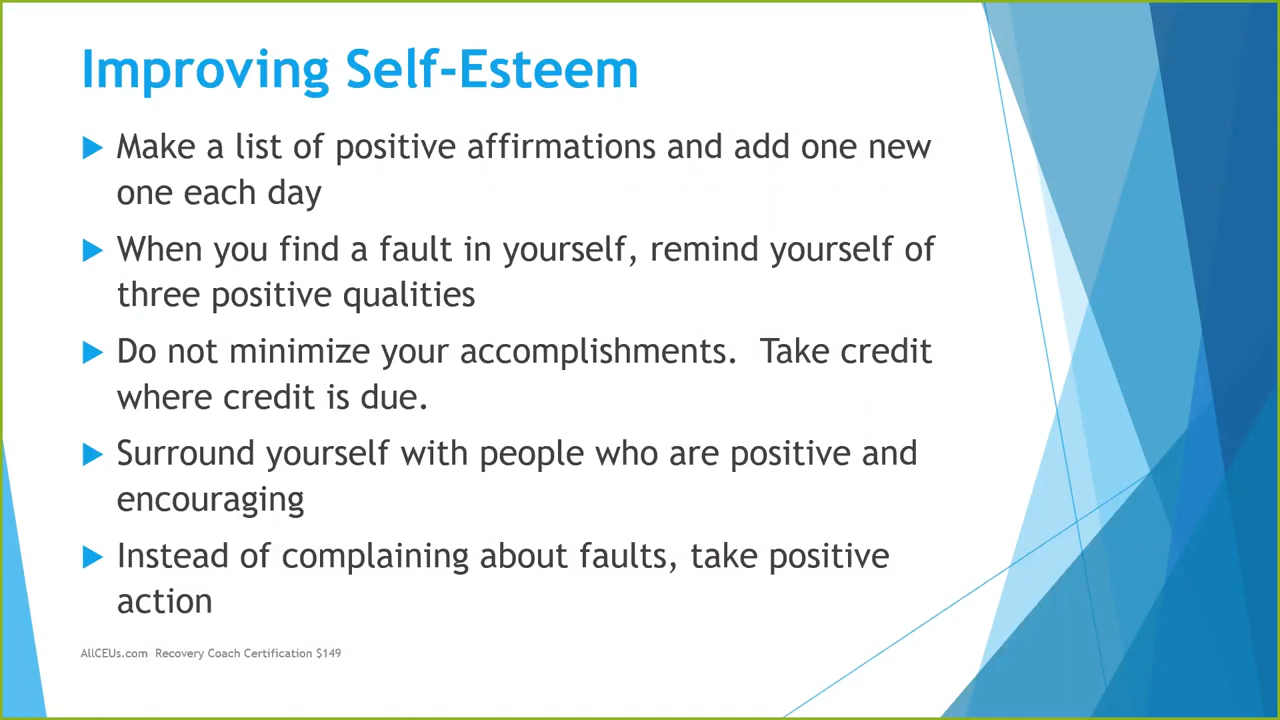 Improving Self-Esteem
Make a list of positive affirmations and add one new
one each day
When you find a fault in yourself, remind yourself of
three positive qualities
Do not minimize your accomplishments.  Take credit
where credit is due.
Surround yourself with people who are positive and
encouraging
Instead of complaining about faults, take positive
action
AllCEUs.com  Recovery Coach Certification $149